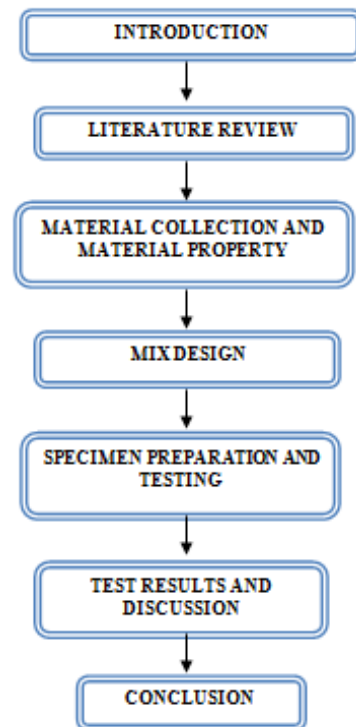 INTRODUCTION
LITERATURE REVIEW
MATERIAL COLLECTION AND
MATERIAL PROPERTY
MIX DESIGN
SPECIMEN PREPARATION AND
TESTING
TEST RESULTS AND
DISCUSSION
CONCLUSION